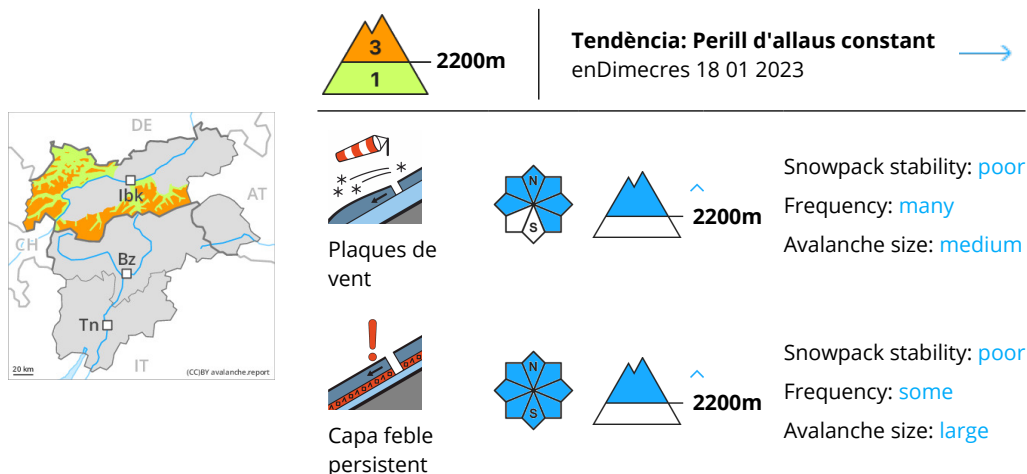 3
1
2200m
Tendència: Perill d'allaus constant
enDimecres 18 01 2023
DE
AT
CH
IT
Ibk
Bz
Tn
20 km
(CC)BY avalanche.report
Plaques de
vent
N
S
2200m
Snowpack stability: poor
Frequency: many
Avalanche size: medium
Capa feble
persistent
N
S
2200m
Snowpack stability: poor
Frequency: some
Avalanche size: large